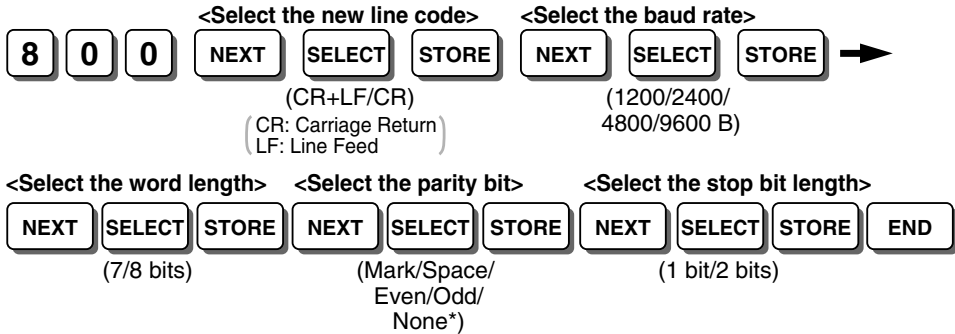 <Select the new line code> <Select the baud rate>
8 0 0 NEXT SELECT STORE NEXT SELECT STORE
(CR+LF/CR) (1200/2400/
CR: Carriage Return 4800/9600 B)
LF: Line Feed
<Select the word length> <Select the parity bit> <Select the stop bit length>
NEXT SELECT STORE NEXT SELECT STORE NEXT SELECT STORE END
(7/8 bits) (Mark/Space/ (1 bit/2 bits)
Even/Odd/
None*)